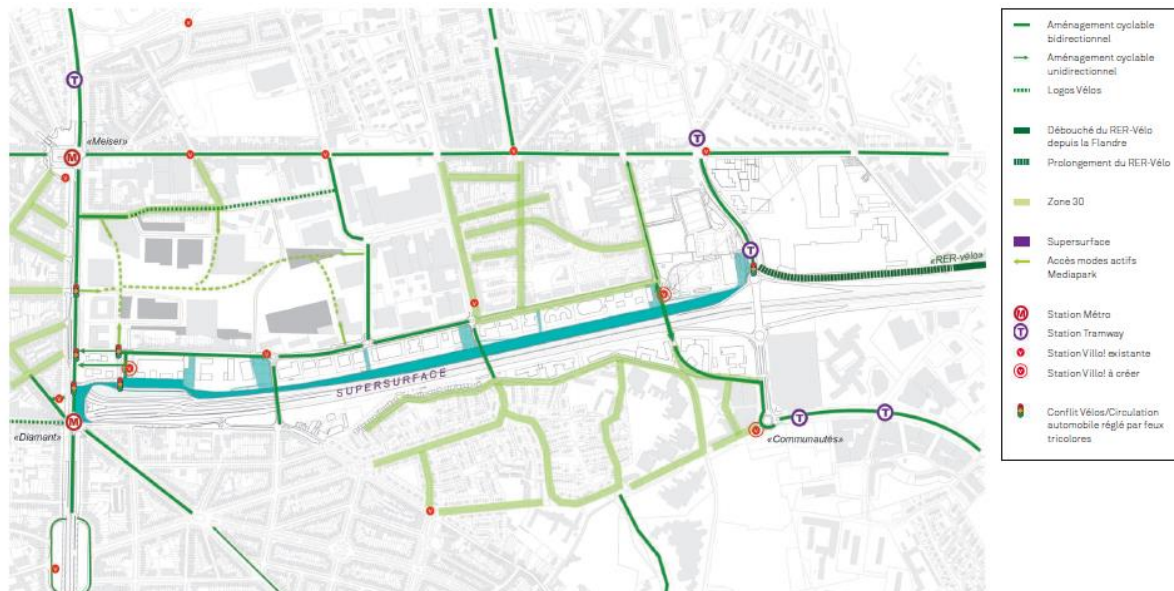 «Meiser»
«RER-vélo»
SUPERSURFACE
«Diamant»
«Communautés»
Aménagement cyclable
bidirectionnel
Aménagement cyclable
unidirectionnel
Logos Vélos
Débouché du RER-Vélo
depuis la Flandre
Prolongement du RER-Vélo
Zone 30
Supersurface
Accès modes actifs
Mediapark
M Station Métro
T Station Tramway
V Station Villo! existante
V Station Villo! à créer
Conflit Vélos/Circulation
automobile réglé par feux
tricolores